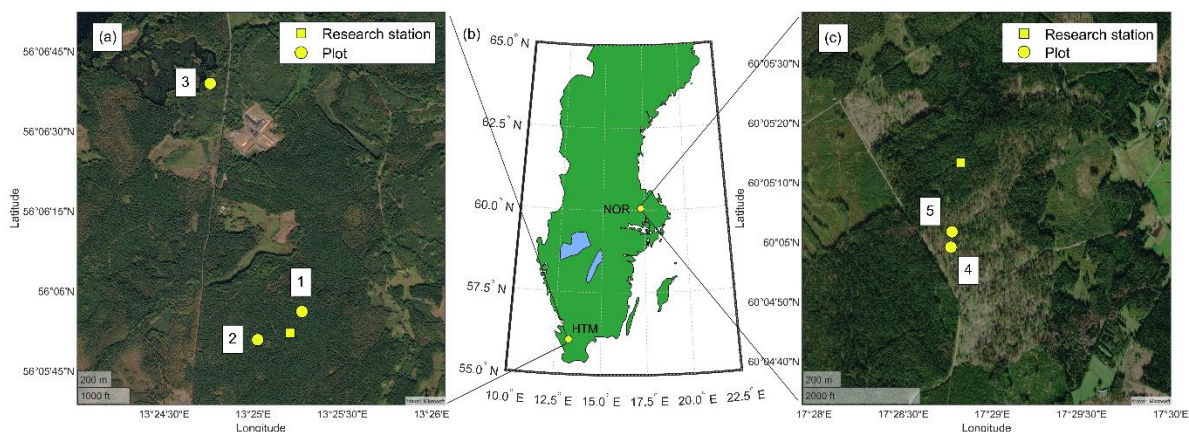 (a)
Research station
Plot
56°06'45"N
56°06'30"N
56°06'15"N
56°06'N
56°05'45"N
Latitude
3
1
2
200 m
1000 ft
13°24'30"E
13°25'E
13°25'30"E
13°26'E
Longitude
(b)
65.0° N
62.5° N
60.0° N
57.5° N
55.0° N
NOR
HTM
10.0° E
12.5° E
15.0° E
17.5° E
20.0° E
22.5° E
(c)
Research station
Plot
60°05'30"N
60°05'20"N
60°05'10"N
60°05'N
60°04'50"N
60°04'40"N
Latitude
5
4
200 m
2000 ft
17°28'E
17°28'30"E
17°29'E
17°29'30"E
17°30'E
Longitude